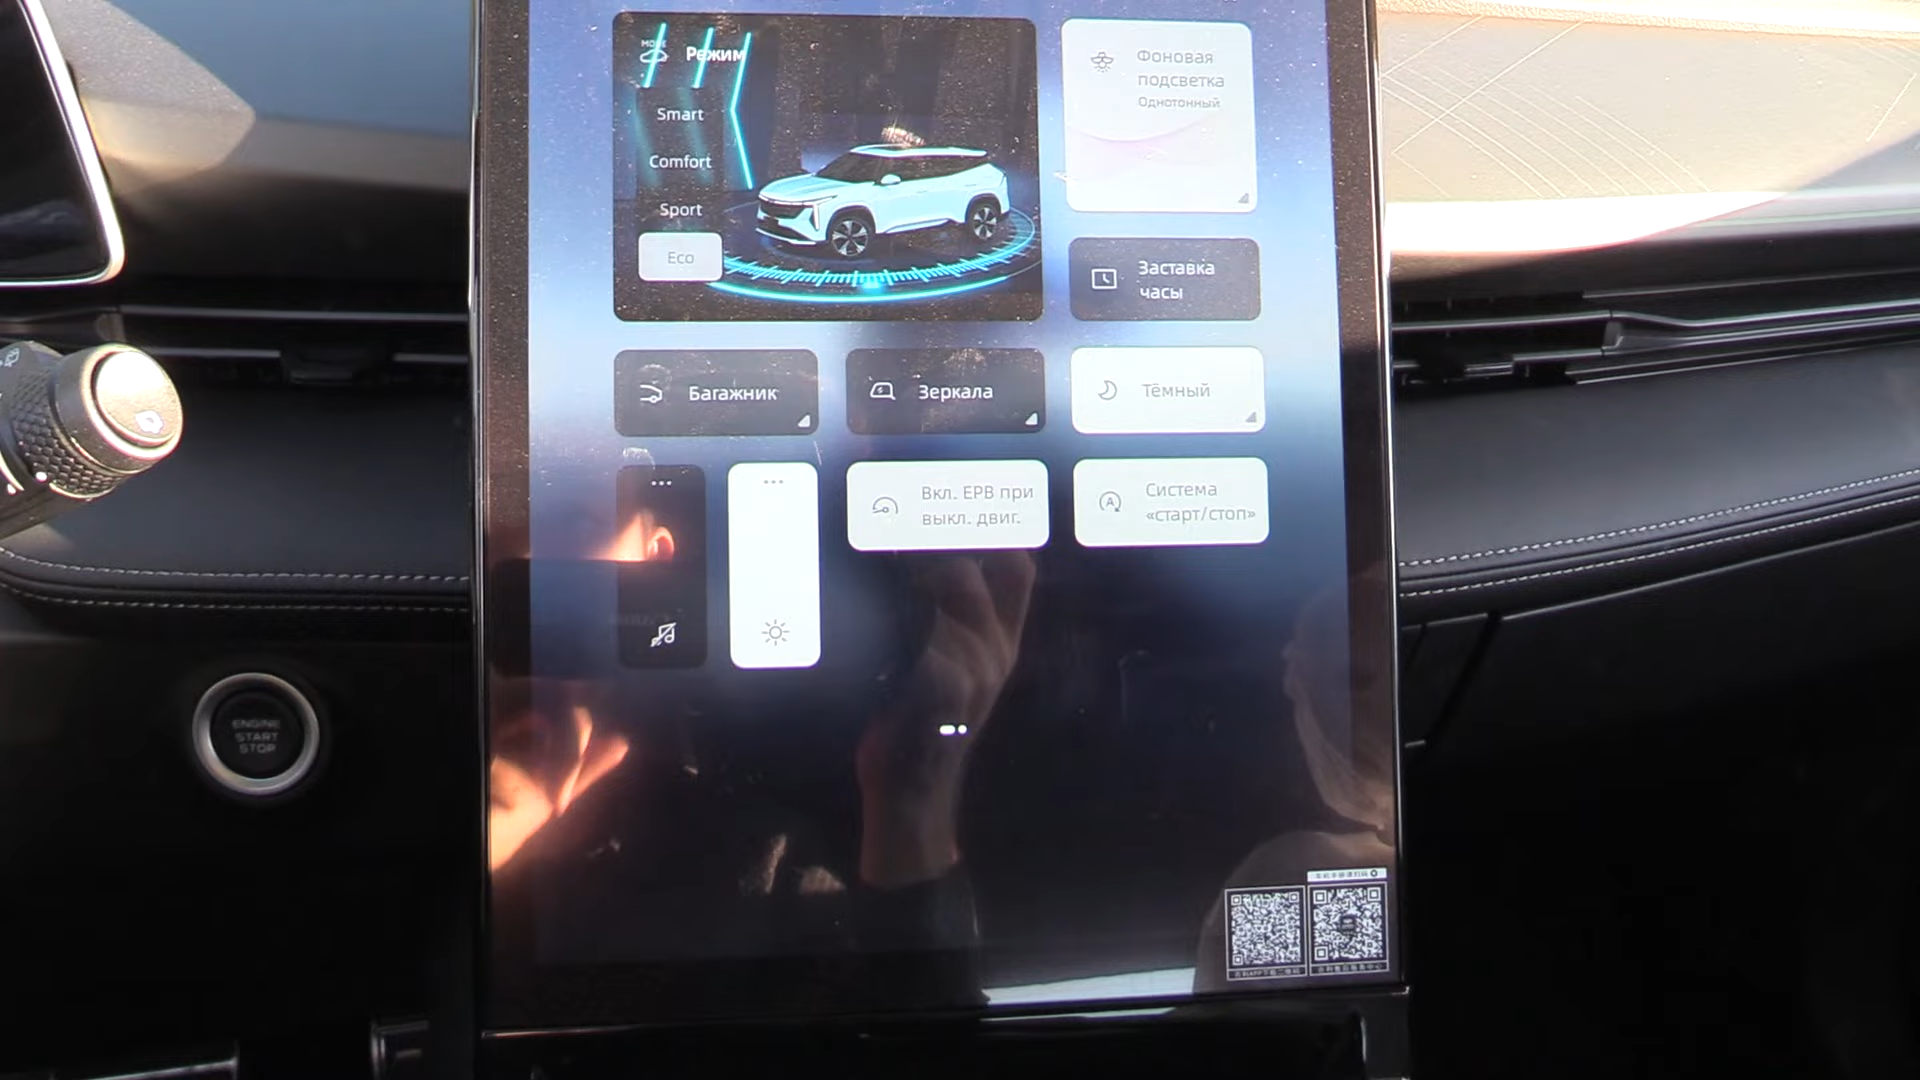 MODE
Режим
Smart
Comfort
Sport
Eco
Фоновая
подсветка
Однотонный
Заставка
часы
Багажник
Зеркала
Тёмный
Вкл. EPB при
выкл. двиг.
Система
«старт/стоп»
A
ENGINE
START
STOP